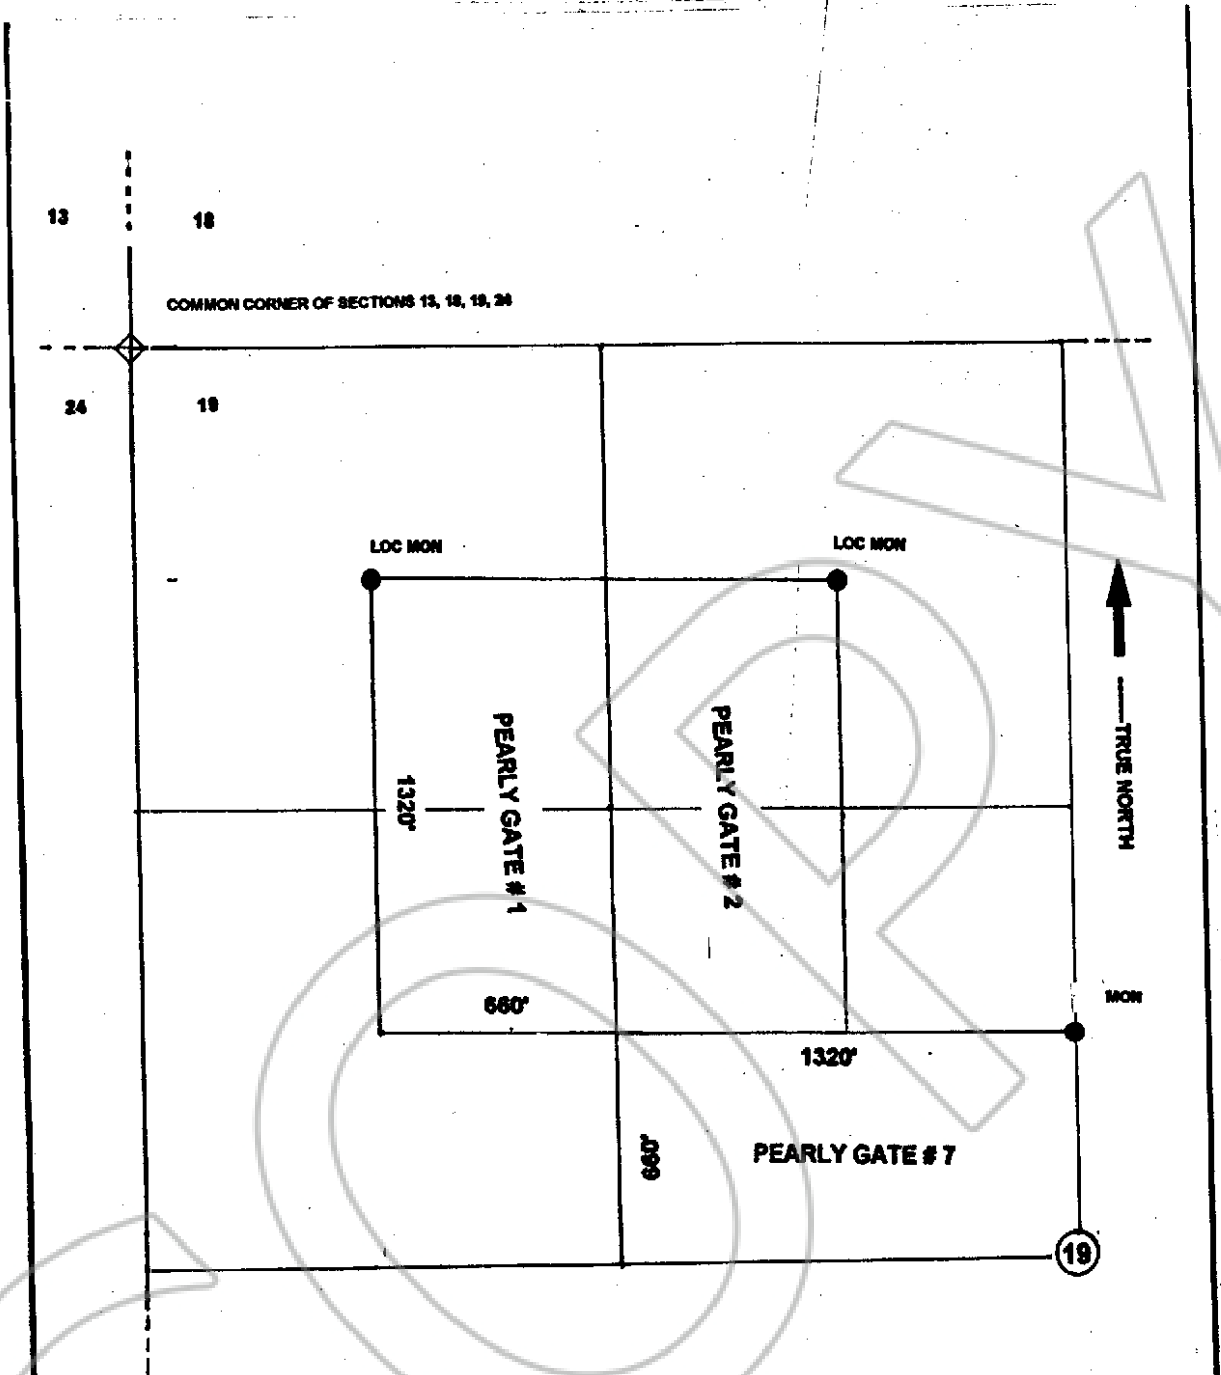 13
18
COMMON CORNER OF SECTIONS 13, 18, 19, 24
24
19
LOC MON
LOC MON
PEARLY GATE # 1
PEARLY GATE # 2
1320'
TRUE NORTH
660'
MON
1320'
660'
PEARLY GATE # 7
19
COPY